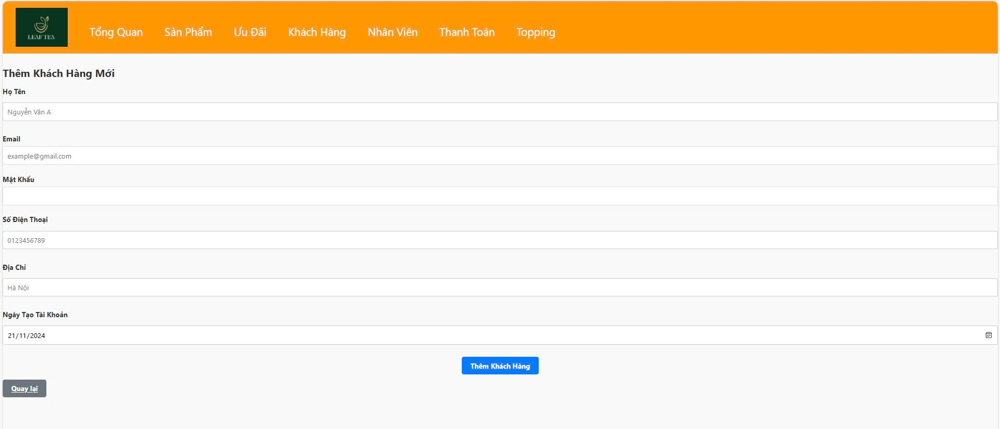 LEAF TEA
Tổng Quan Sản Phẩm Ưu Đãi Khách Hàng Nhân Viên Thanh Toán Topping
Thêm Khách Hàng Mới
Họ Tên
Nguyễn Văn A
Email
example@gmail.com
Mật Khẩu
Số Điện Thoại
0123456789
Địa Chỉ
Hà Nội
Ngày Tạo Tài Khoản
21/11/2024
Thêm Khách Hàng
Quay lại